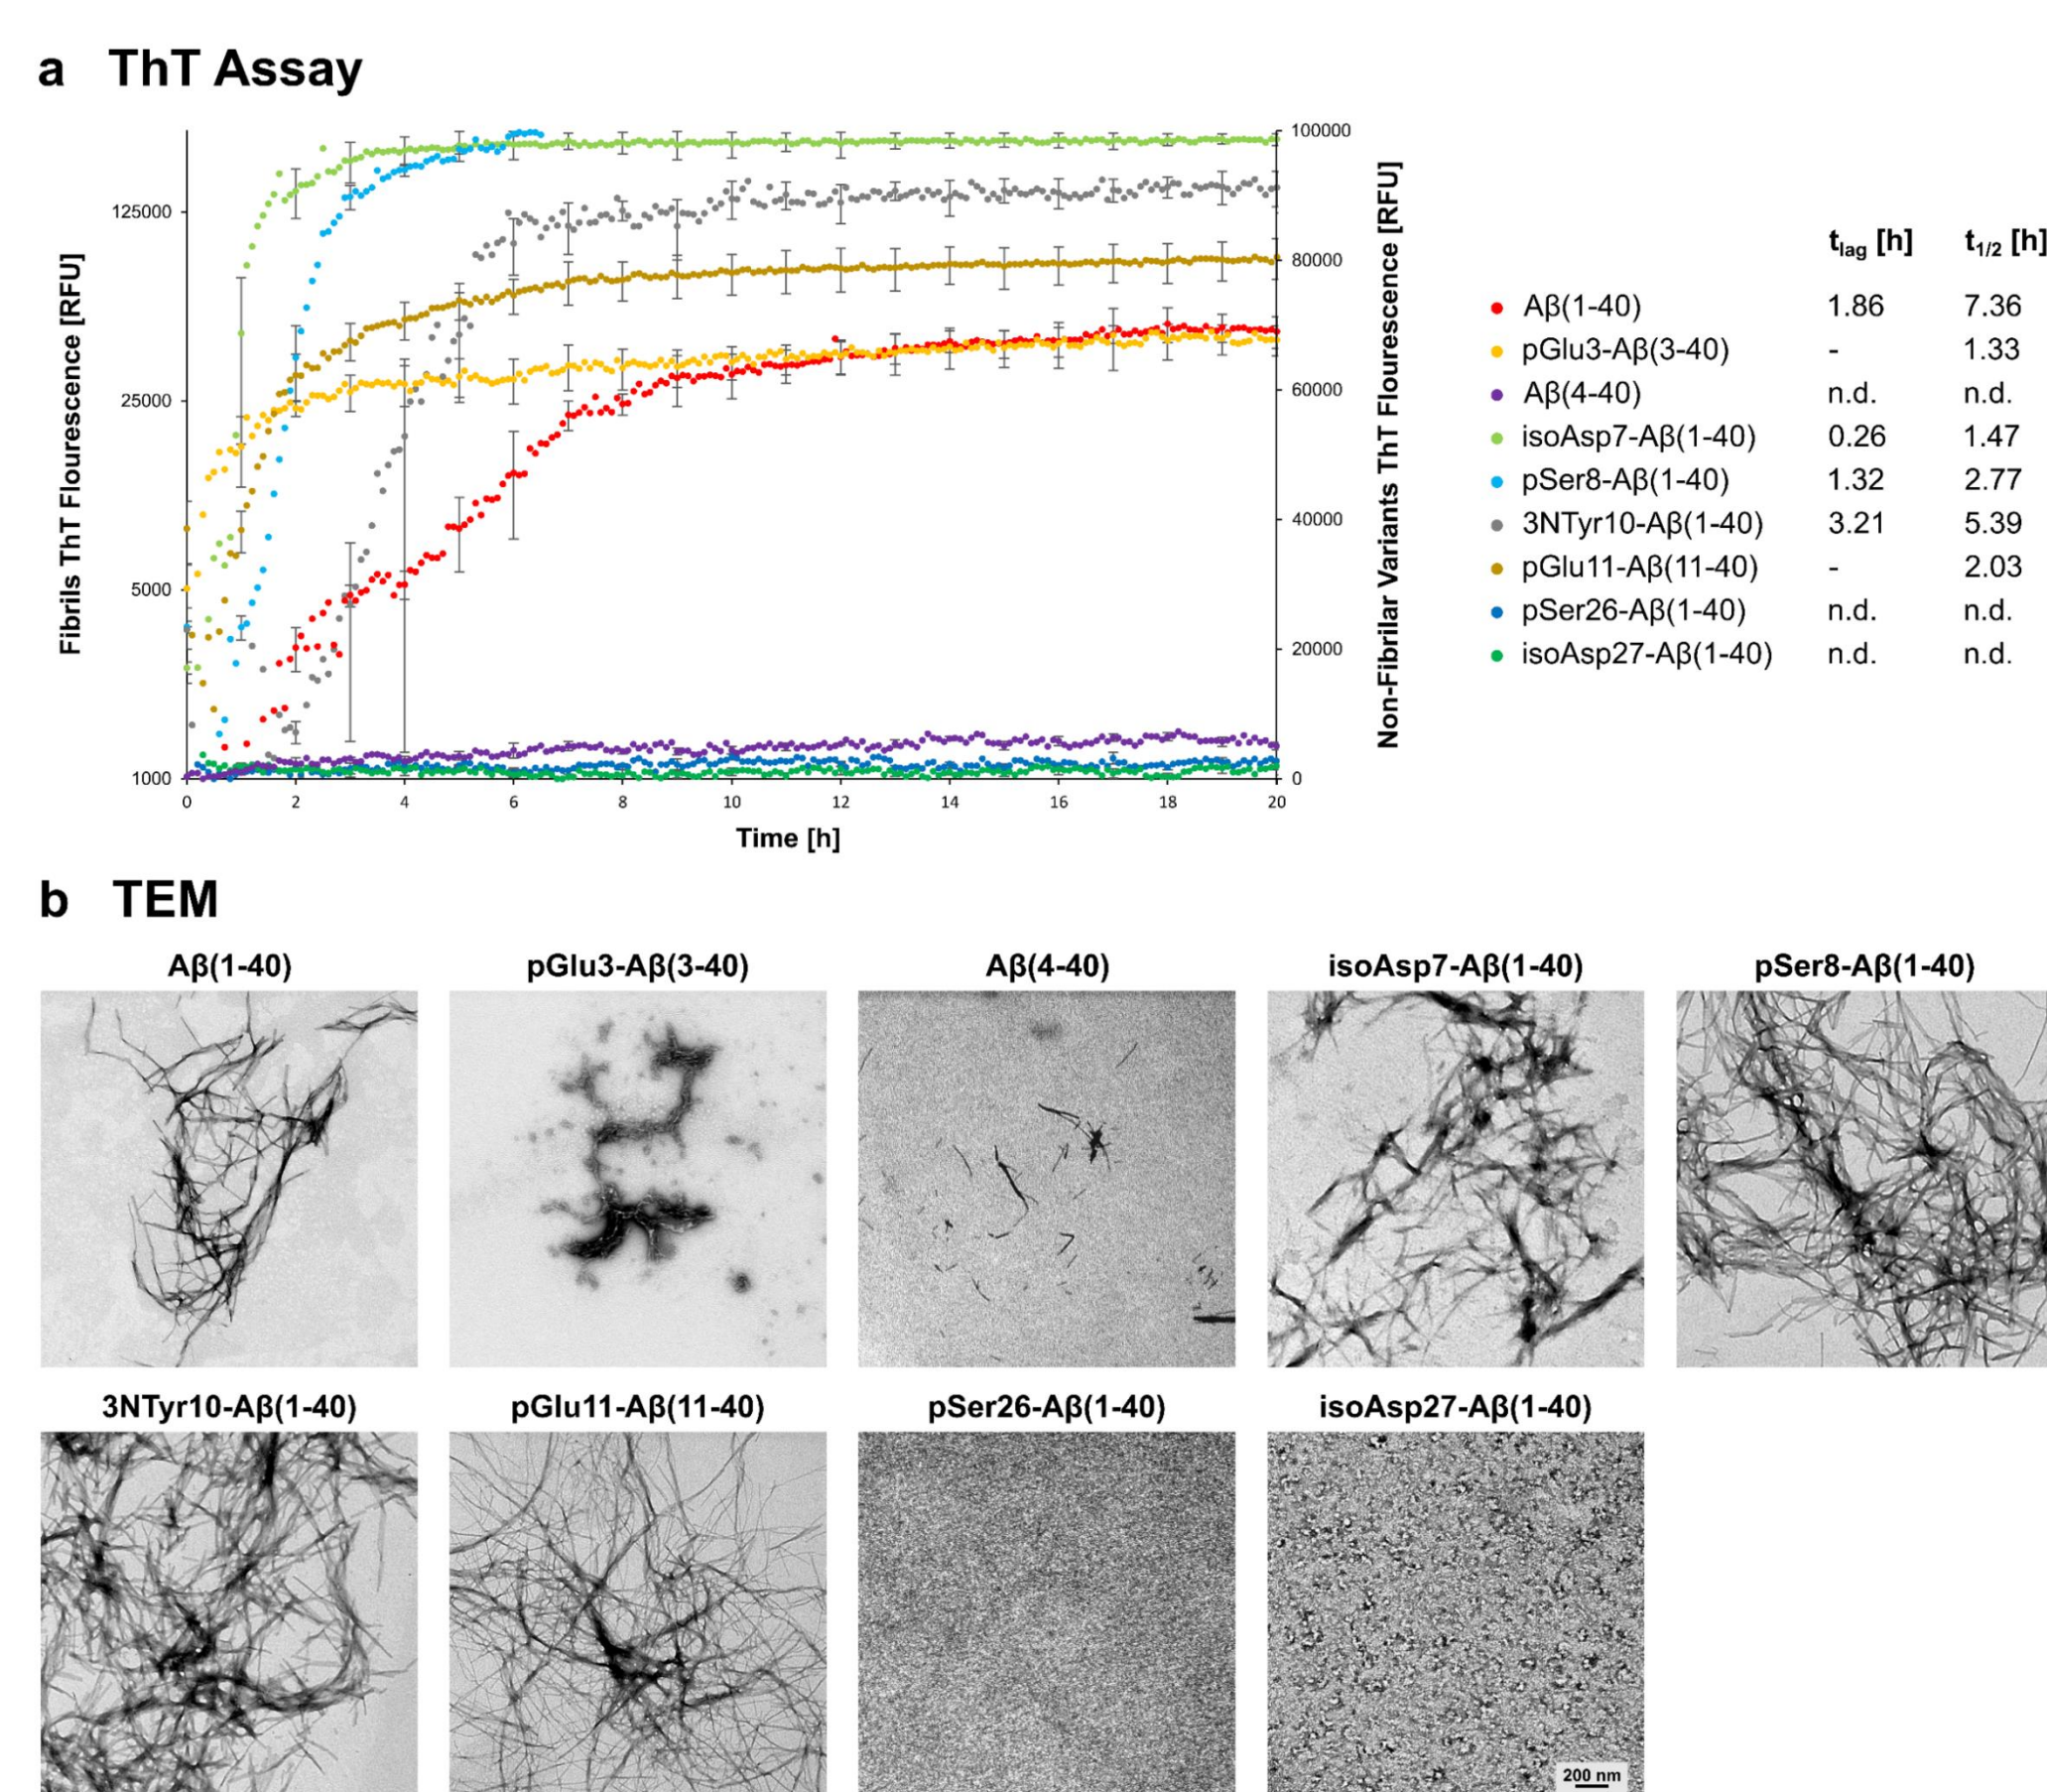 a ThT Assay
Fibrils ThT Flourescence [RFU]
125000
25000
5000
1000
100000
80000
60000
40000
20000
0
Non-Fibrilar Variants ThT Flourescence [RFU]
0 2 4 6 8 10 12 14 16 18 20
Time [h]
tlag [h] t1/2 [h]
Aβ(1-40) 1.86 7.36
pGlu3-Aβ(3-40) - 1.33
Aβ(4-40) n.d. n.d.
isoAsp7-Aβ(1-40) 0.26 1.47
pSer8-Aβ(1-40) 1.32 2.77
3NTyr10-Aβ(1-40) 3.21 5.39
pGlu11-Aβ(11-40) - 2.03
pSer26-Aβ(1-40) n.d. n.d.
isoAsp27-Aβ(1-40) n.d. n.d.
b TEM
Aβ(1-40) pGlu3-Aβ(3-40) Aβ(4-40) isoAsp7-Aβ(1-40) pSer8-Aβ(1-40)
3NTyr10-Aβ(1-40) pGlu11-Aβ(11-40) pSer26-Aβ(1-40) isoAsp27-Aβ(1-40)
200 nm